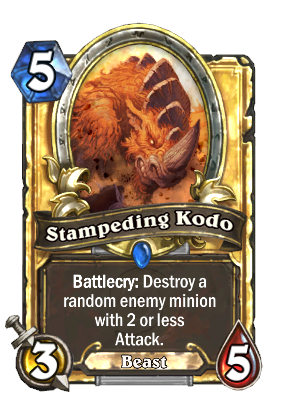 5
Stampeding Kodo
Battlecry: Destroy a
random enemy minion
with 2 or less
Attack.
Beast
3
5